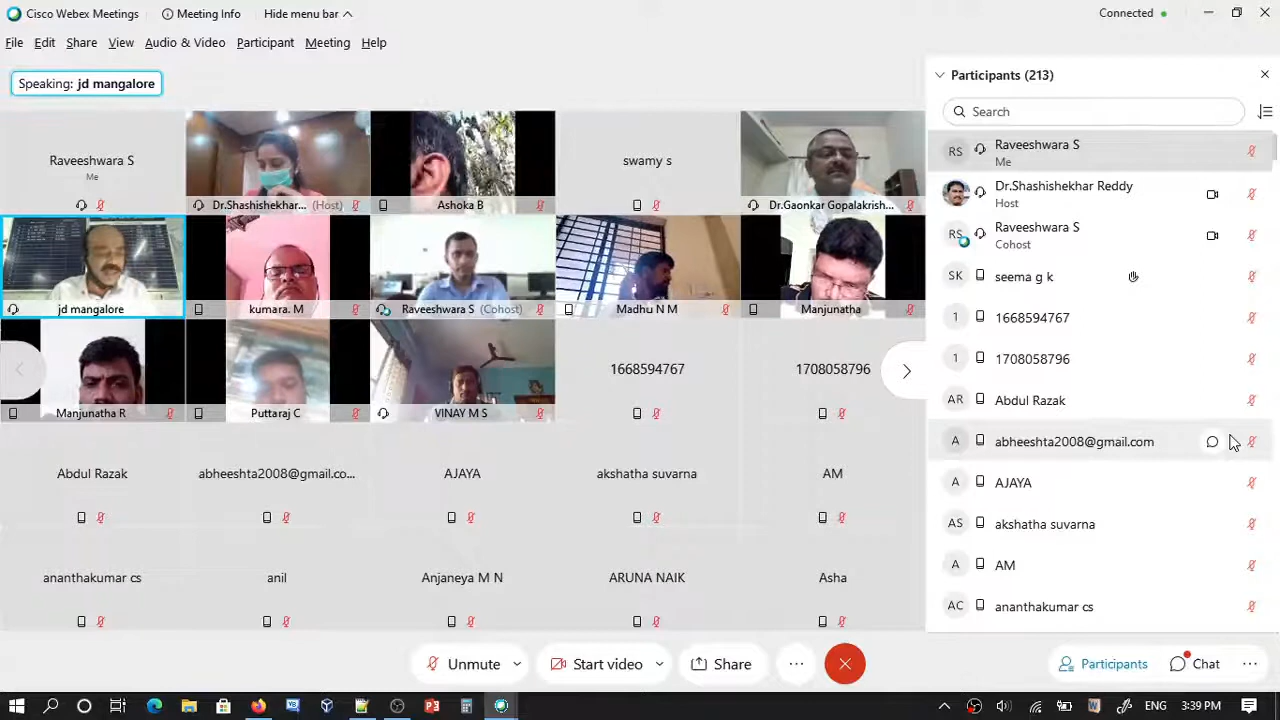 Cisco Webex Meetings Meeting Info Hide menu bar Connected
File Edit Share View Audio & Video Participant Meeting Help
Speaking: jd mangalore
Raveeshwara S
Me
Dr.Shashishekhar... (Host)
Ashoka B
swamy s
Dr.Gaonkar Gopalakrish...
jd mangalore
kumara. M
Raveeshwara S (Cohost)
Madhu N M
Manjunatha
Manjunatha R
Puttaraj C
VINAY M S
1668594767
1708058796
Abdul Razak
abheeshta2008@gmail.co...
AJAYA
akshatha suvarna
AM
ananthakumar cs
anil
Anjaneya M N
ARUNA NAIK
Asha
Participants (213)
Search
RS Raveeshwara S
Me
Dr.Shashishekhar Reddy
Host
RS Raveeshwara S
Cohost
SK seema g k
1 1668594767
1 1708058796
AR Abdul Razak
A abheeshta2008@gmail.com
A AJAYA
AS akshatha suvarna
A AM
AC ananthakumar cs
Unmute Start video Share
Participants Chat
ENG 3:39 PM